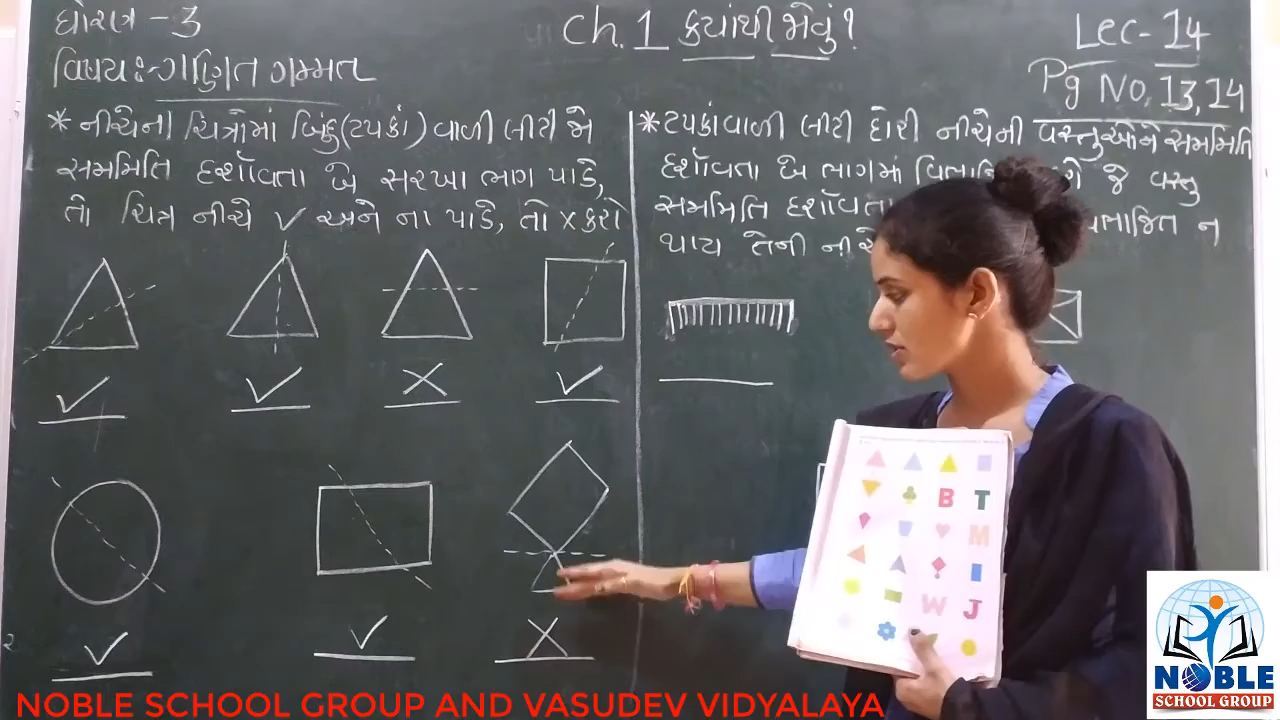 ધોરણ - 3
વિષય :- ગણિત ગમ્મત
Ch. 1 કયાંથી જોવું ?
Lec - 14
Pg No. 13, 14
* નીચેના ચિત્રોમાં બિંદુ (ટપકાં) વાળી લીટી જો
સમમિતિ દર્શાવતા બે સરખા ભાગ પાડે,
તો ચિત્ર નીચે ✓ અને ના પાડે, તો × કરો
* ટપકાંવાળી લીટી દોરી નીચેની વસ્તુઓને સમમિતિ
દર્શાવતા બે ભાગમાં જે વસ્તુ
સમમિતિ દર્શાવતા ન
થાય તેની
✓ ✓ × ✓
✓ ✓ ×
B T
M
W J
NOBLE
SCHOOL GROUP
NOBLE SCHOOL GROUP AND VASUDEV VIDYALAYA